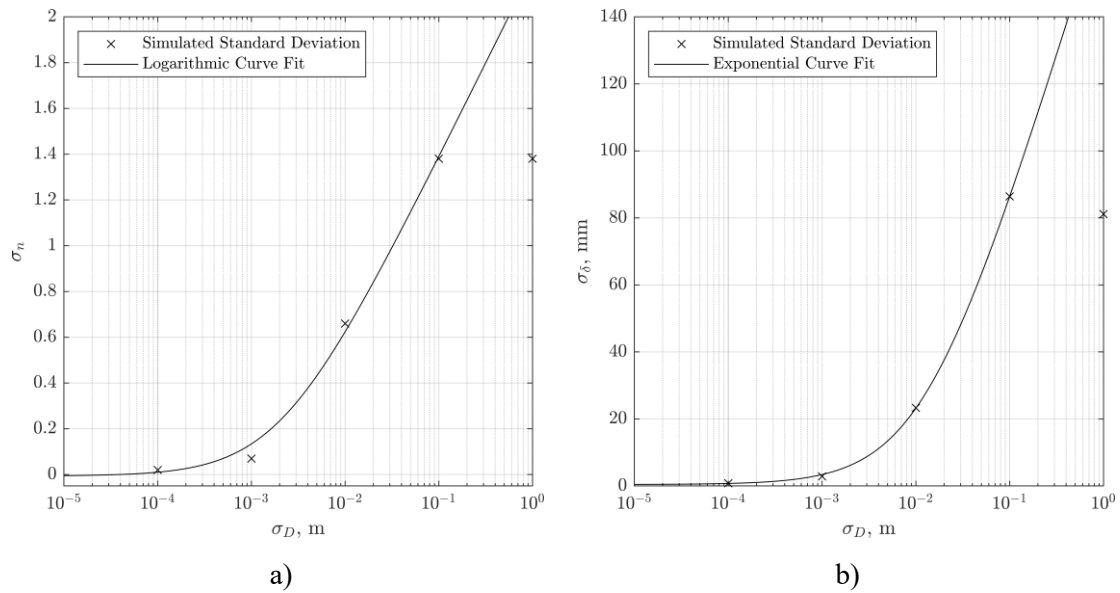 2
1.8
1.6
1.4
1.2
1
0.8
0.6
0.4
0.2
0
σₙ
× Simulated Standard Deviation
Logarithmic Curve Fit
10⁻⁵ 10⁻⁴ 10⁻³ 10⁻² 10⁻¹ 10⁰
σ_D, m
a)
140
120
100
80
60
40
20
0
σ_δ, mm
× Simulated Standard Deviation
Exponential Curve Fit
10⁻⁵ 10⁻⁴ 10⁻³ 10⁻² 10⁻¹ 10⁰
σ_D, m
b)